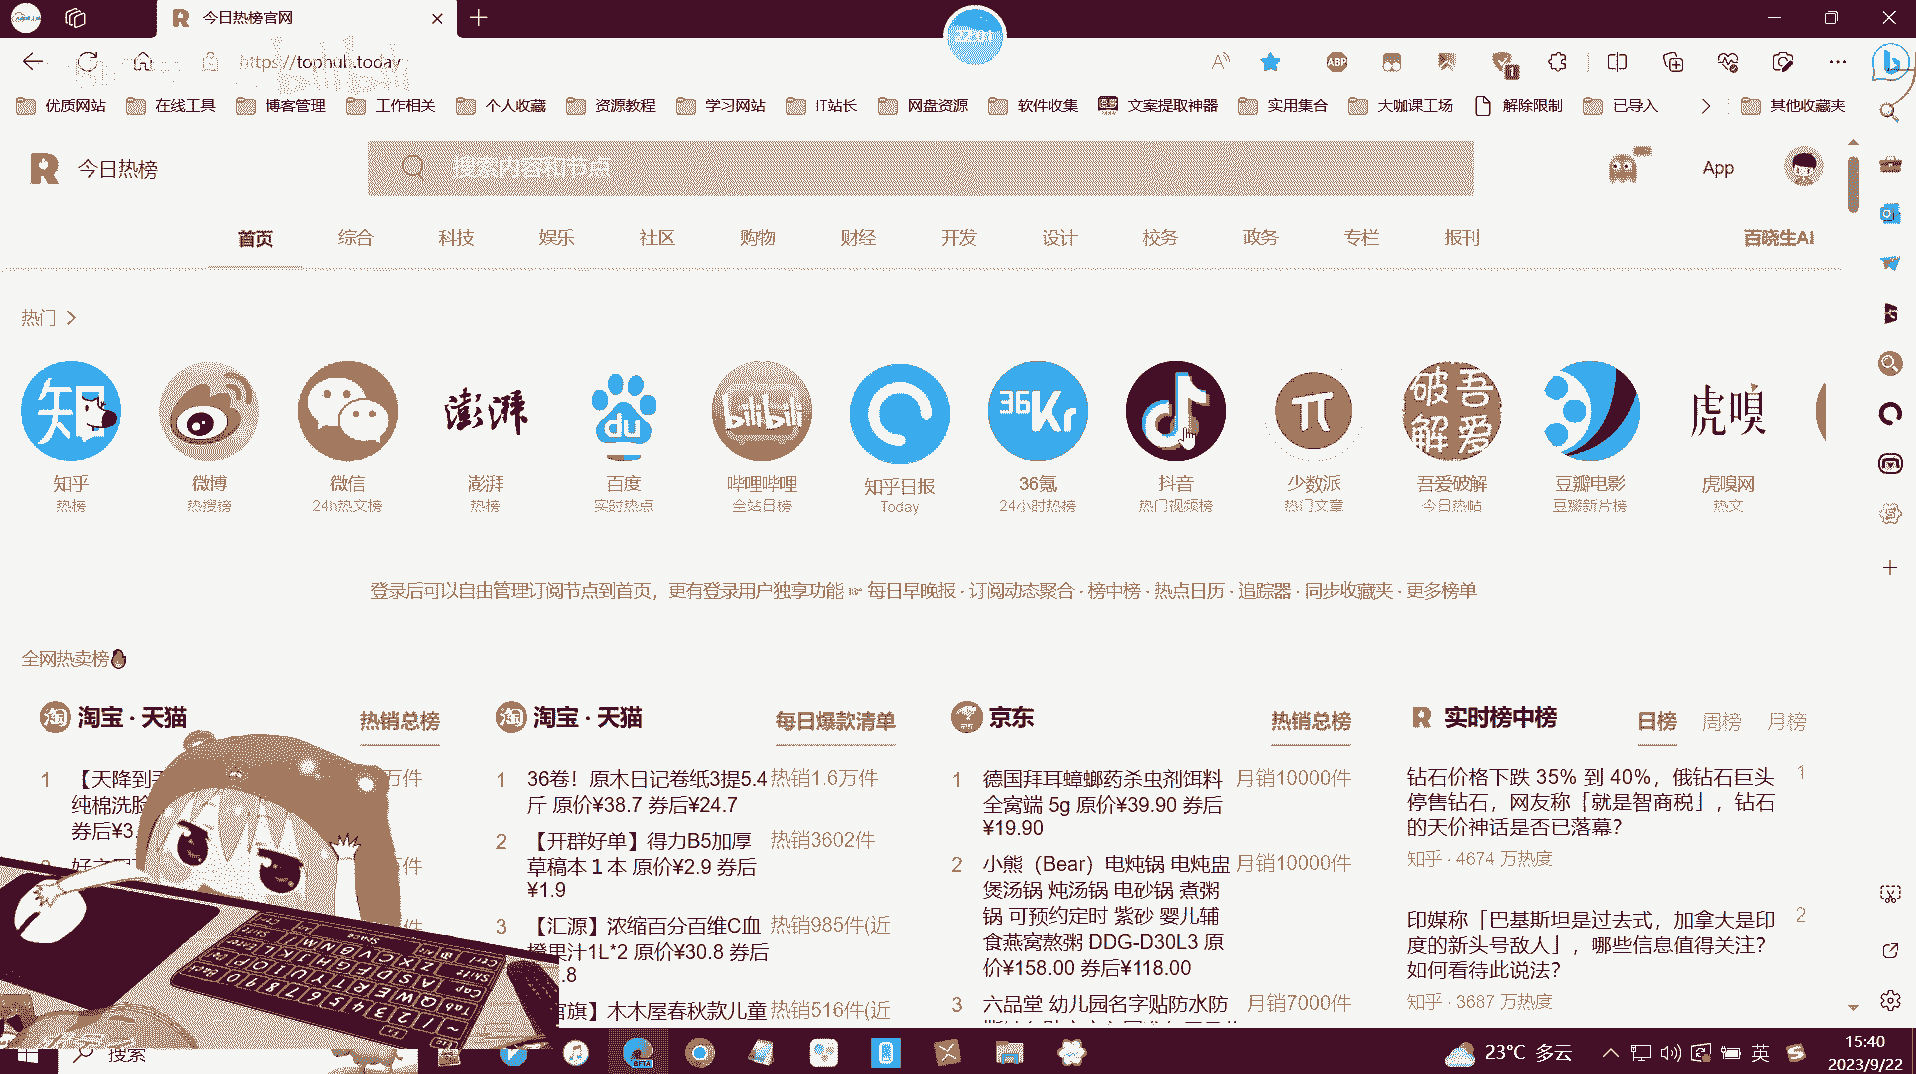 今日热榜官网
22:01
https://tophub.today
优质网站 在线工具 博客管理 工作相关 个人收藏 资源教程 学习网站 IT站长 网盘资源 软件收集 文案提取神器 实用集合 大咖课工场 解除限制 已导入 其他收藏夹
今日热榜
搜索内容和节点
App
首页 综合 科技 娱乐 社区 购物 财经 开发 设计 校务 政务 专栏 报刊 百晓生AI
热门
知乎 微博 微信 澎湃 百度 哔哩哔哩 知乎日报 36氪 抖音 少数派 吾爱破解 豆瓣电影 虎嗅网
热榜 热搜榜 24h热文榜 热榜 实时热点 全站日榜 Today 24小时热榜 热门视频榜 热门文章 今日热帖 豆瓣新片榜 热文
登录后可以自由管理订阅节点到首页，更有登录用户独享功能 ☞ 每日早晚报 · 订阅动态聚合 · 榜中榜 · 热点日历 · 追踪器 · 同步收藏夹 · 更多榜单
全网热卖榜
淘宝 · 天猫 热销总榜
1 【天降到手
纯棉洗脸
券后¥3.
万件
淘宝 · 天猫 每日爆款清单
1 36卷！原木日记卷纸3提5.4 热销1.6万件
斤 原价¥38.7 券后¥24.7
2 【开群好单】得力B5加厚 热销3602件
草稿本 1 本 原价¥2.9 券后
¥1.9
3 【汇源】浓缩百分百维C血 热销985件(近
橙果汁1L*2 原价¥30.8 券后
.8
官旗】木木屋春秋款儿童 热销516件(近
京东 热销总榜
1 德国拜耳蟑螂药杀虫剂饵料 月销10000件
全窝端 5g 原价¥39.90 券后
¥19.90
2 小熊（Bear）电炖锅 电炖盅 月销10000件
煲汤锅 炖汤锅 电砂锅 煮粥
锅 可预约定时 紫砂 婴儿辅
食燕窝熬粥 DDG-D30L3 原
价¥158.00 券后¥118.00
3 六品堂 幼儿园名字贴防水防 月销7000件
实时榜中榜 日榜 周榜 月榜
钻石价格下跌 35% 到 40%，俄钻石巨头 1
停售钻石，网友称「就是智商税」，钻石
的天价神话是否已落幕？
知乎 · 4674 万热度
印媒称「巴基斯坦是过去式，加拿大是印 2
度的新头号敌人」，哪些信息值得关注？
如何看待此说法？
知乎 · 3687 万热度
搜索
23°C 多云
英
15:40
2023/9/22